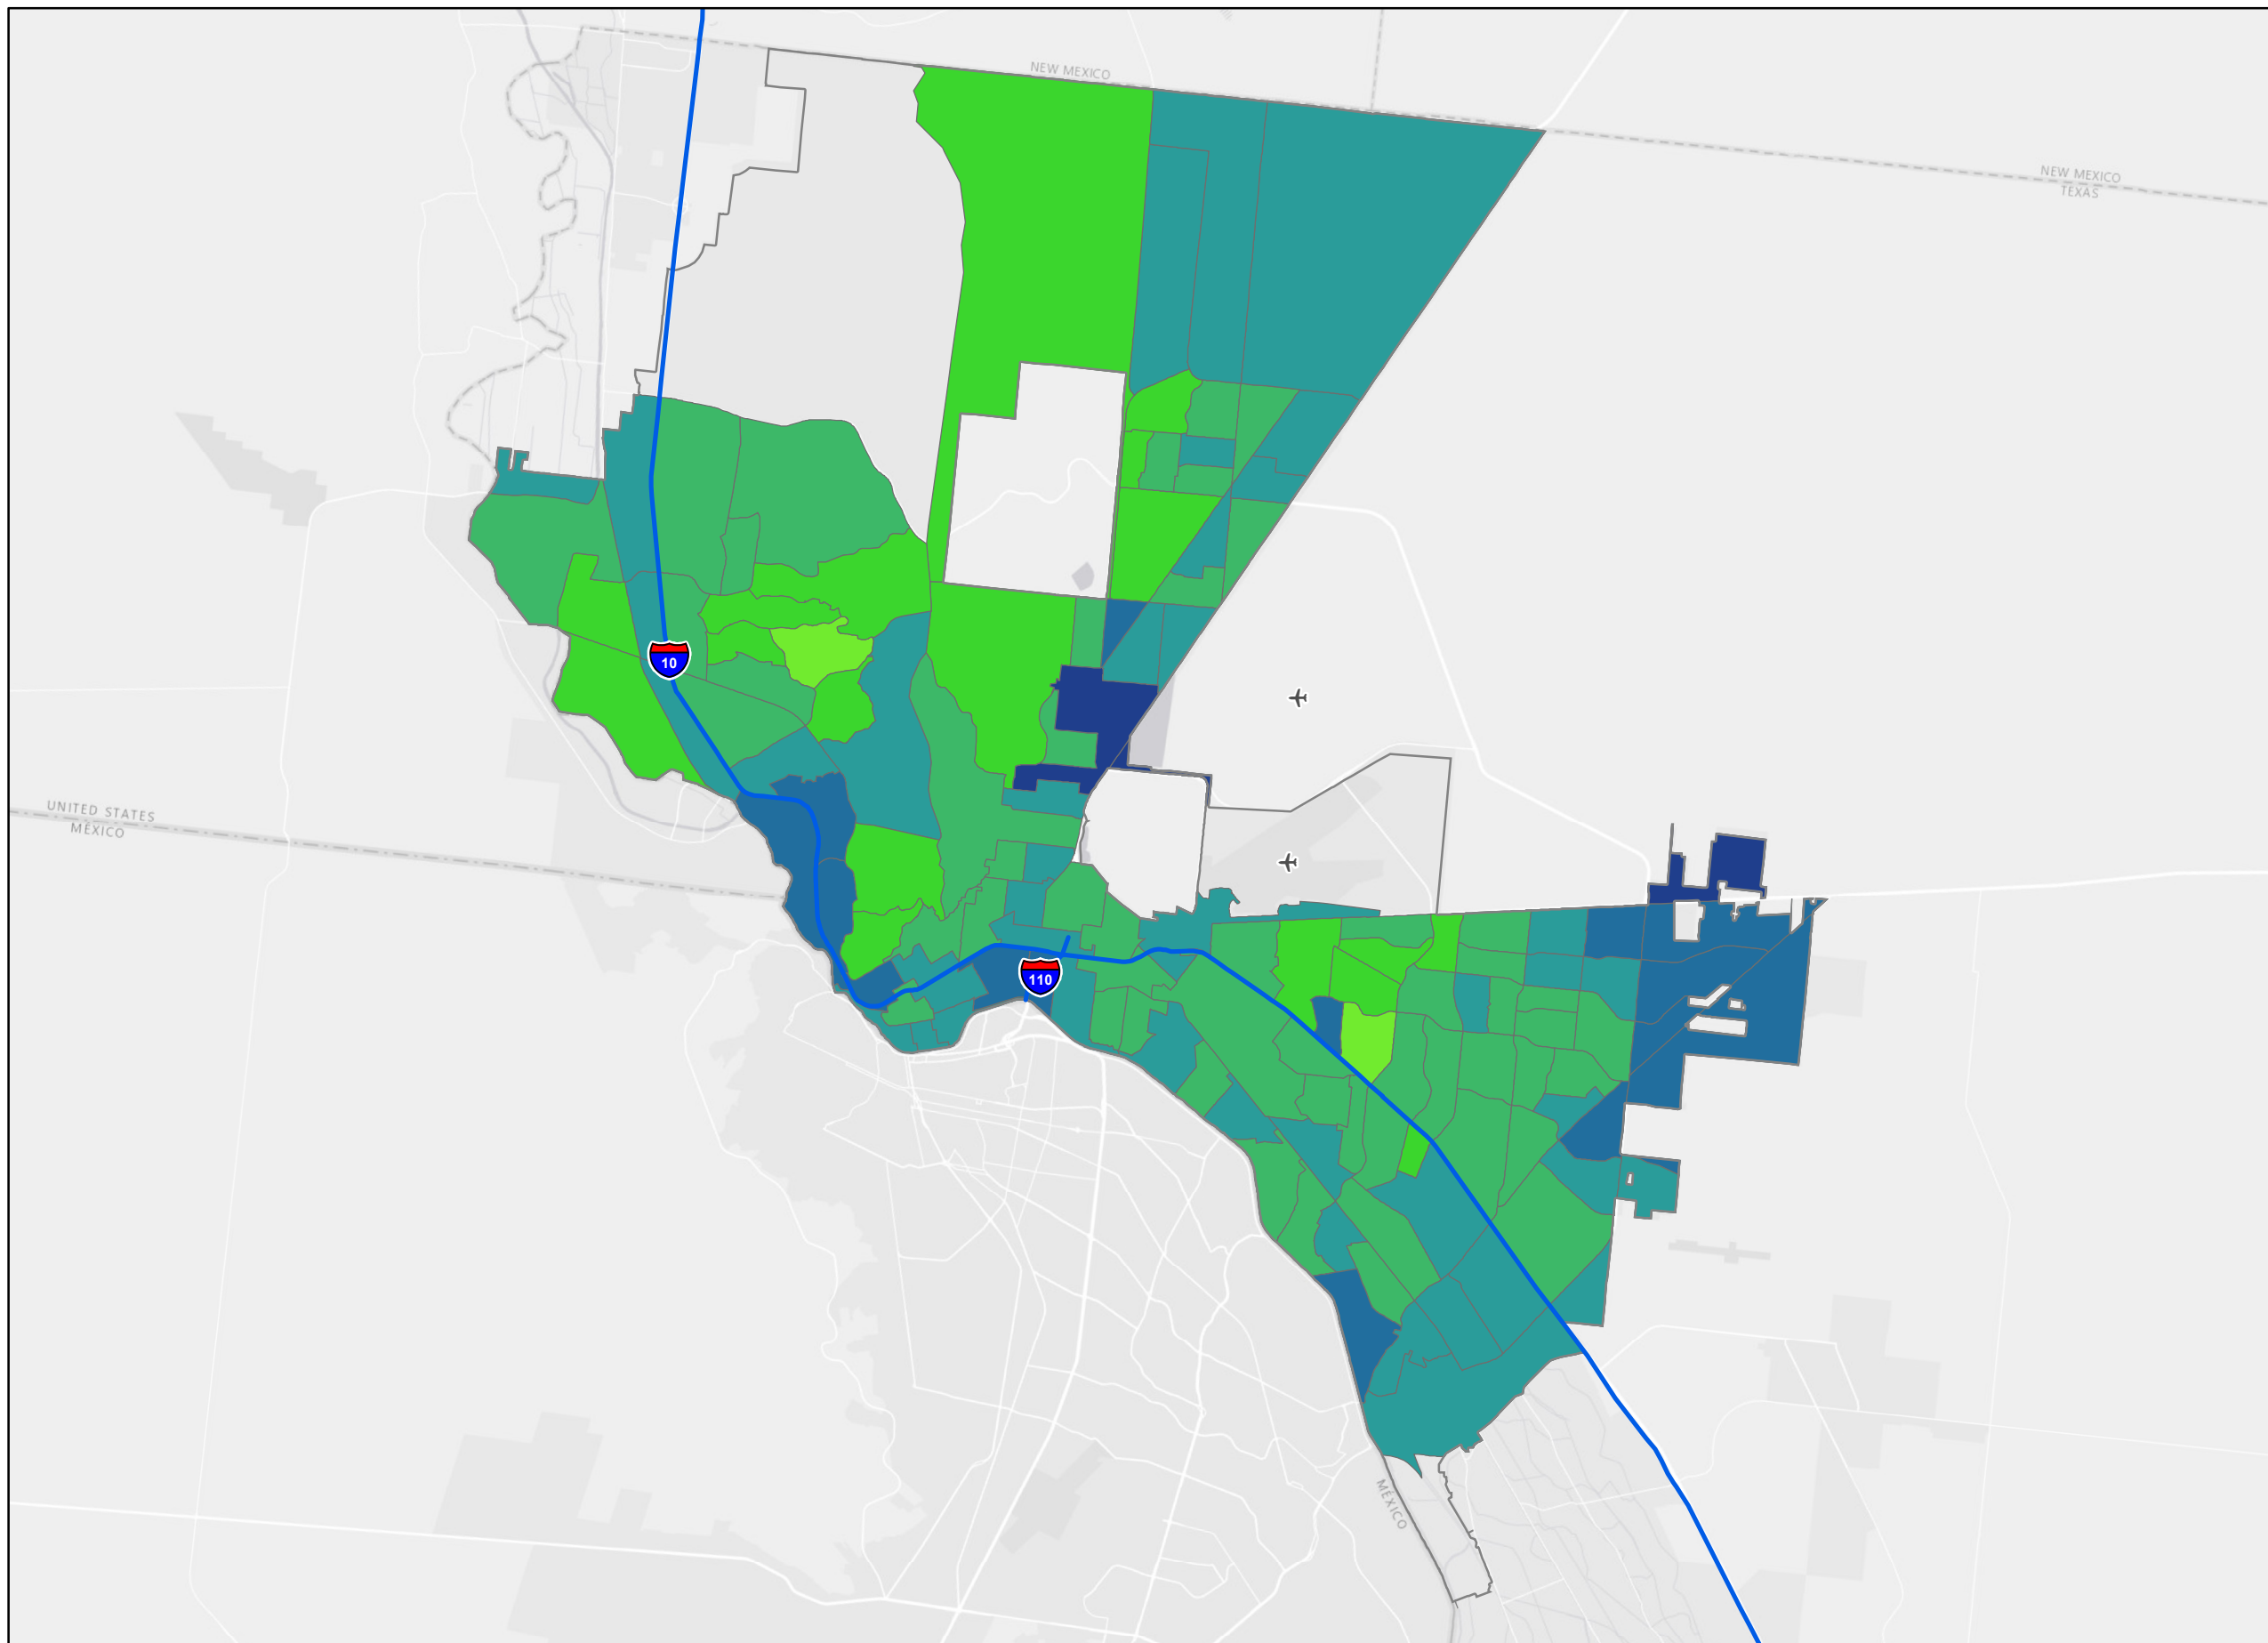 NEW MEXICO
NEW MEXICO
TEXAS
10
UNITED STATES
MÉXICO
110
MÉXICO